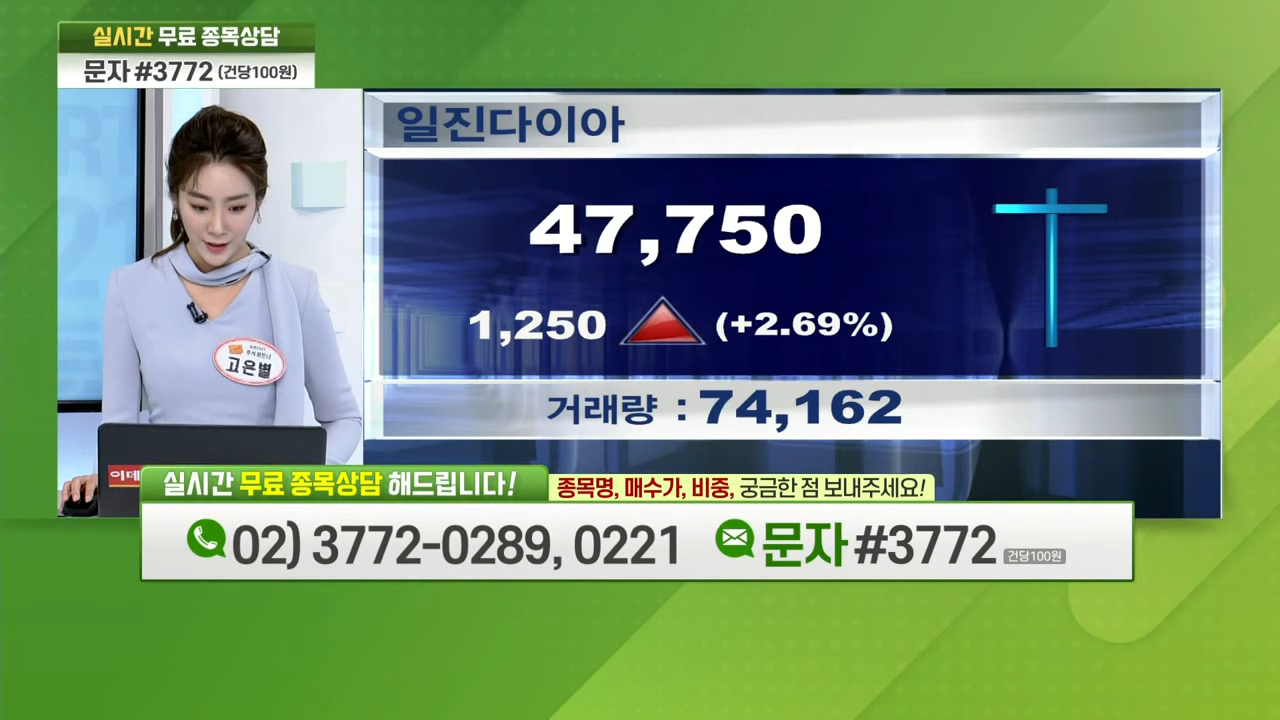 실시간 무료 종목상담
문자 #3772 (건당100원)
일진다이아
47,750
1,250 (+2.69%)
거래량 : 74,162
고은별
이데
실시간 무료 종목상담 해드립니다!
종목명, 매수가, 비중, 궁금한 점 보내주세요!
02) 3772-0289, 0221
문자 #3772 건당100원